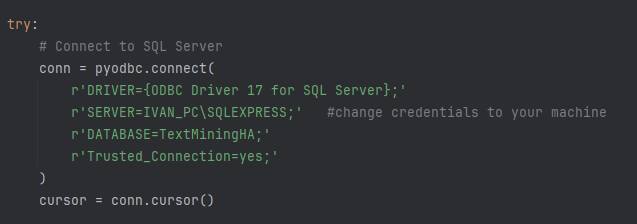 try:
    # Connect to SQL Server
    conn = pyodbc.connect(
        r'DRIVER={ODBC Driver 17 for SQL Server};'
        r'SERVER=IVAN_PC\SQLEXPRESS;'   #change credentials to your machine
        r'DATABASE=TextMiningHA;'
        r'Trusted_Connection=yes;'
    )
    cursor = conn.cursor()